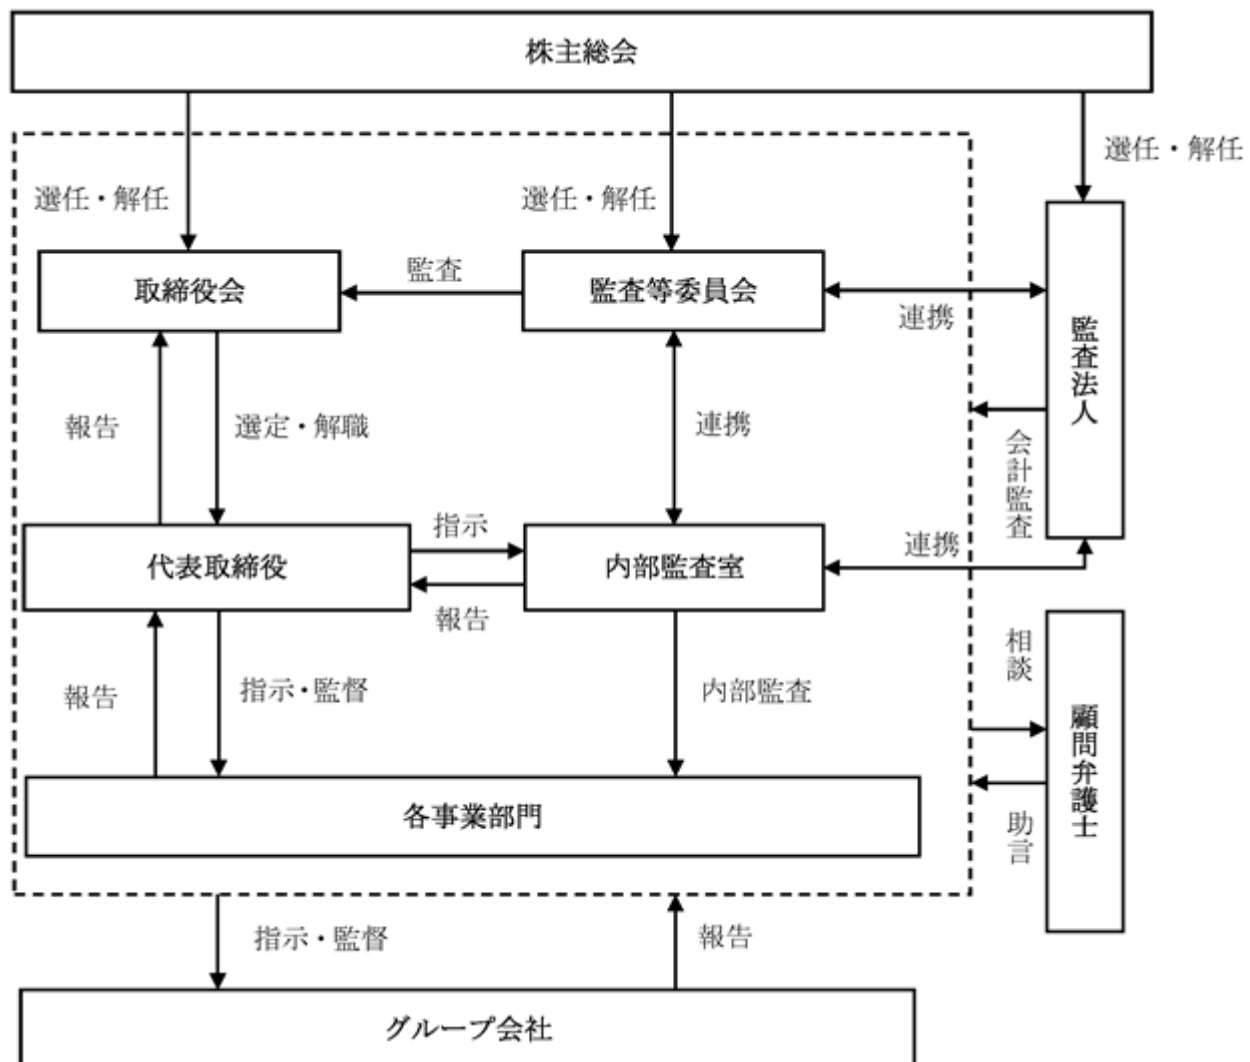 株主総会
選任・解任
選任・解任
選任・解任
取締役会
監査
監査等委員会
連携
監査法人
報告
選定・解職
連携
会計監査
代表取締役
指示
報告
内部監査室
連携
報告
指示・監督
内部監査
相談
顧問弁護士
助言
各事業部門
指示・監督
報告
グループ会社